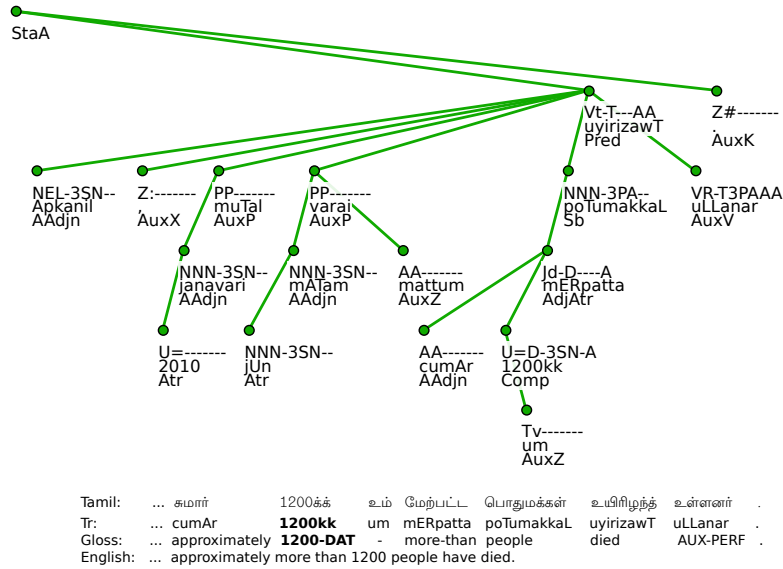 StaA
Vt-T---AA
uyirizawT
Pred
Z#-------
.
AuxK
NEL-3SN--
Apkanil
AAdjn
Z:-------
,
AuxX
PP-------
muTal
AuxP
PP-------
varai
AuxP
NNN-3PA--
poTumakkaL
Sb
VR-T3PAAA
uLLanar
AuxV
NNN-3SN--
janavari
AAdjn
NNN-3SN--
mATam
AAdjn
AA-------
mattum
AuxZ
Jd-D----A
mERpatta
AdjAtr
U=-------
2010
Atr
NNN-3SN--
jUn
Atr
AA-------
cumAr
AAdjn
U=D-3SN-A
1200kk
Comp
Tv-------
um
AuxZ
Tamil: ... சுமார் 1200க்க் உம் மேற்பட்ட பொதுமக்கள் உயிரிழந்த் உள்ளனர் .
Tr: ... cumAr 1200kk um mERpatta poTumakkaL uyirizawT uLLanar .
Gloss: ... approximately 1200-DAT - more-than people died AUX-PERF .
English: ... approximately more than 1200 people have died.